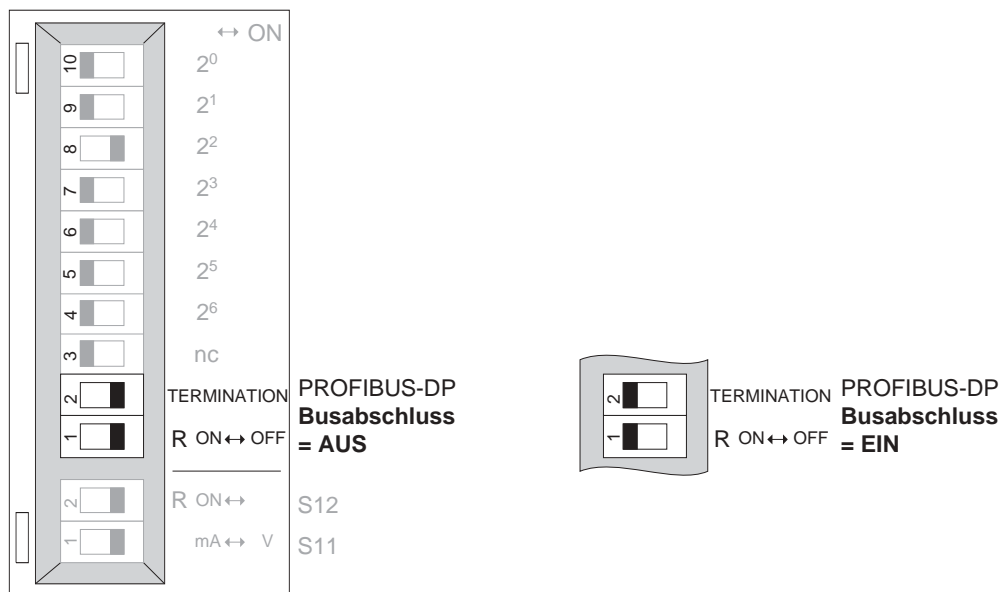 ↔ ON
10 2⁰
9 2¹
8 2²
7 2³
6 2⁴
5 2⁵
4 2⁶
3 nc
2 TERMINATION PROFIBUS-DP
Busabschluss
1 R ON ↔ OFF = AUS
2 R ON ↔ S12
1 mA ↔ V S11
2 TERMINATION PROFIBUS-DP
Busabschluss
1 R ON ↔ OFF = EIN